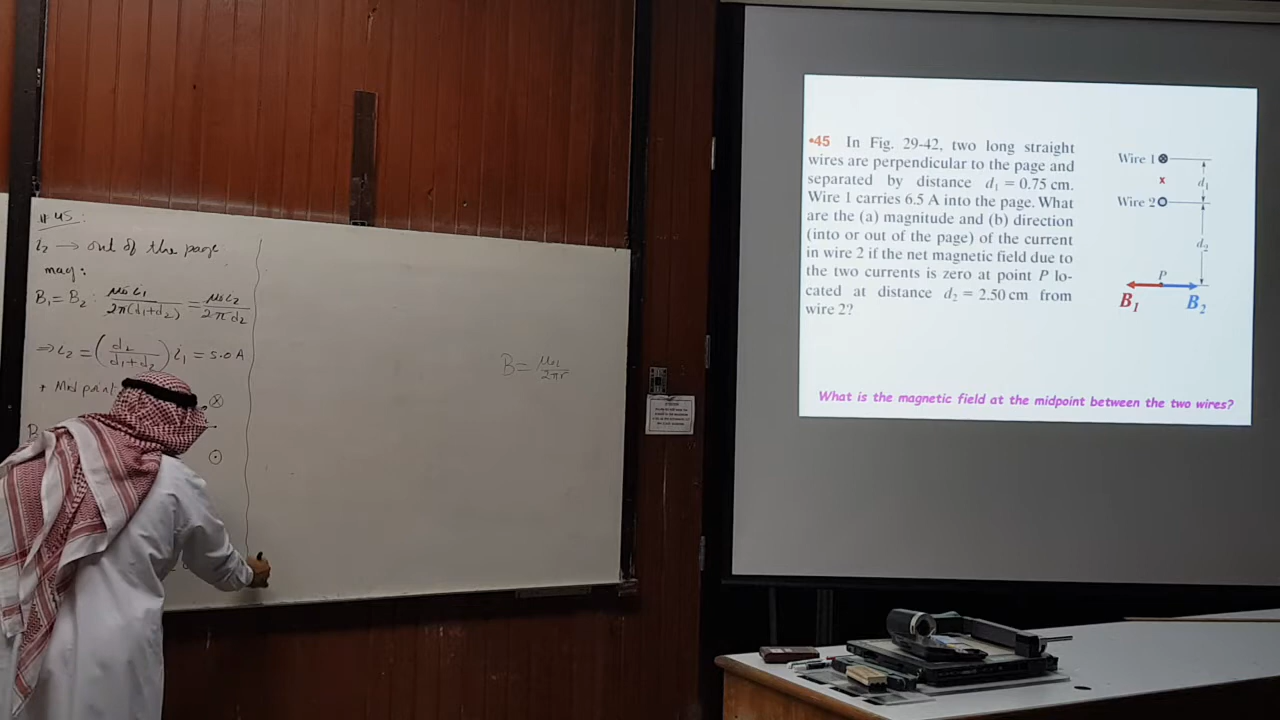 # 45:
i₂ → out of the page
mag:
B₁ = B₂ : μ₀i₁ / 2π(d₁+d₂) = μ₀i₂ / 2πd₂
⇒ i₂ = (d₂ / d₁+d₂) i₁ = 5.0 A
* Midpoint
B
B = μ₀i / 2πr
•45 In Fig. 29-42, two long straight
wires are perpendicular to the page and
separated by distance d₁ = 0.75 cm.
Wire 1 carries 6.5 A into the page. What
are the (a) magnitude and (b) direction
(into or out of the page) of the current
in wire 2 if the net magnetic field due to
the two currents is zero at point P lo-
cated at distance d₂ = 2.50 cm from
wire 2?
Wire 1
x
d₁
Wire 2
d₂
P
B₁ B₂
What is the magnetic field at the midpoint between the two wires?